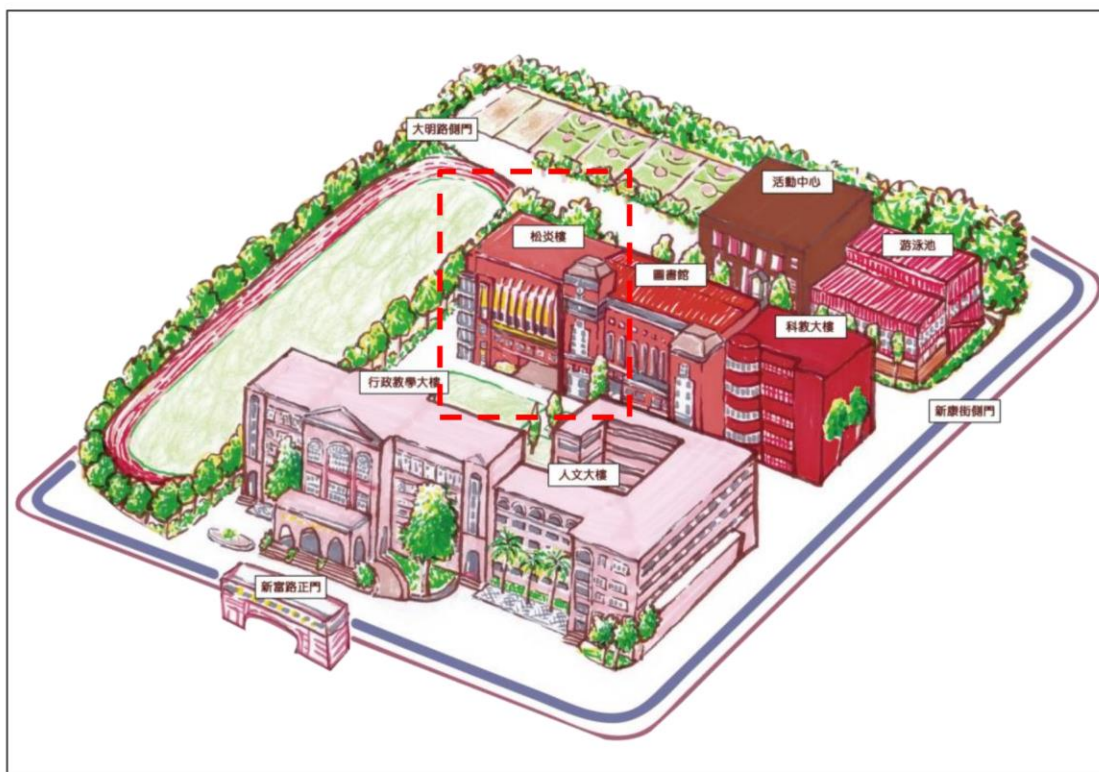 大明路側門
活動中心
松炎樓
游泳池
圖書館
科教大樓
行政教學大樓
新康街側門
人文大樓
新富路正門